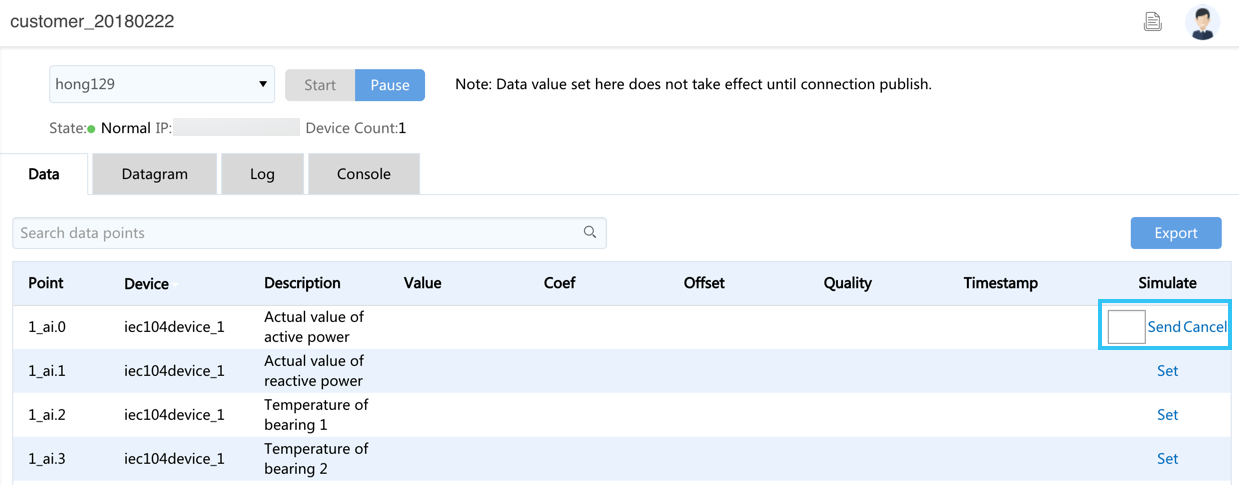 customer_20180222
hong129 Start Pause Note: Data value set here does not take effect until connection publish.
State: Normal IP: Device Count:1
Data Datagram Log Console
Search data points Export
Point Device Description Value Coef Offset Quality Timestamp Simulate
1_ai.0 iec104device_1 Actual value of active power Send Cancel
1_ai.1 iec104device_1 Actual value of reactive power Set
1_ai.2 iec104device_1 Temperature of bearing 1 Set
1_ai.3 iec104device_1 Temperature of bearing 2 Set